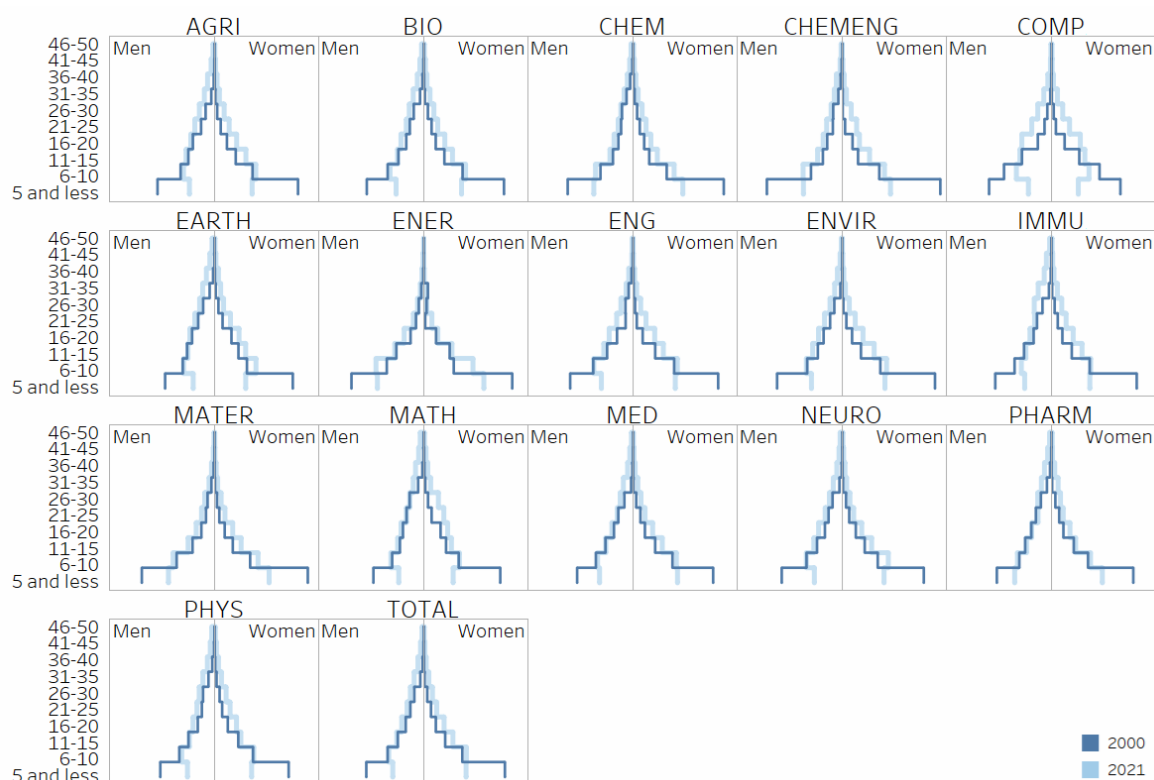 AGRI BIO CHEM CHEMENG COMP
46-50 Men Women Men Women Men Women Men Women Men Women
41-45
36-40
31-35
26-30
21-25
16-20
11-15
6-10
5 and less
EARTH ENER ENG ENVIR IMMU
46-50 Men Women Men Women Men Women Men Women Men Women
41-45
36-40
31-35
26-30
21-25
16-20
11-15
6-10
5 and less
MATER MATH MED NEURO PHARM
46-50 Men Women Men Women Men Women Men Women Men Women
41-45
36-40
31-35
26-30
21-25
16-20
11-15
6-10
5 and less
PHYS TOTAL
46-50 Men Women Men Women
41-45
36-40
31-35
26-30
21-25
16-20
11-15
6-10
5 and less
2000
2021